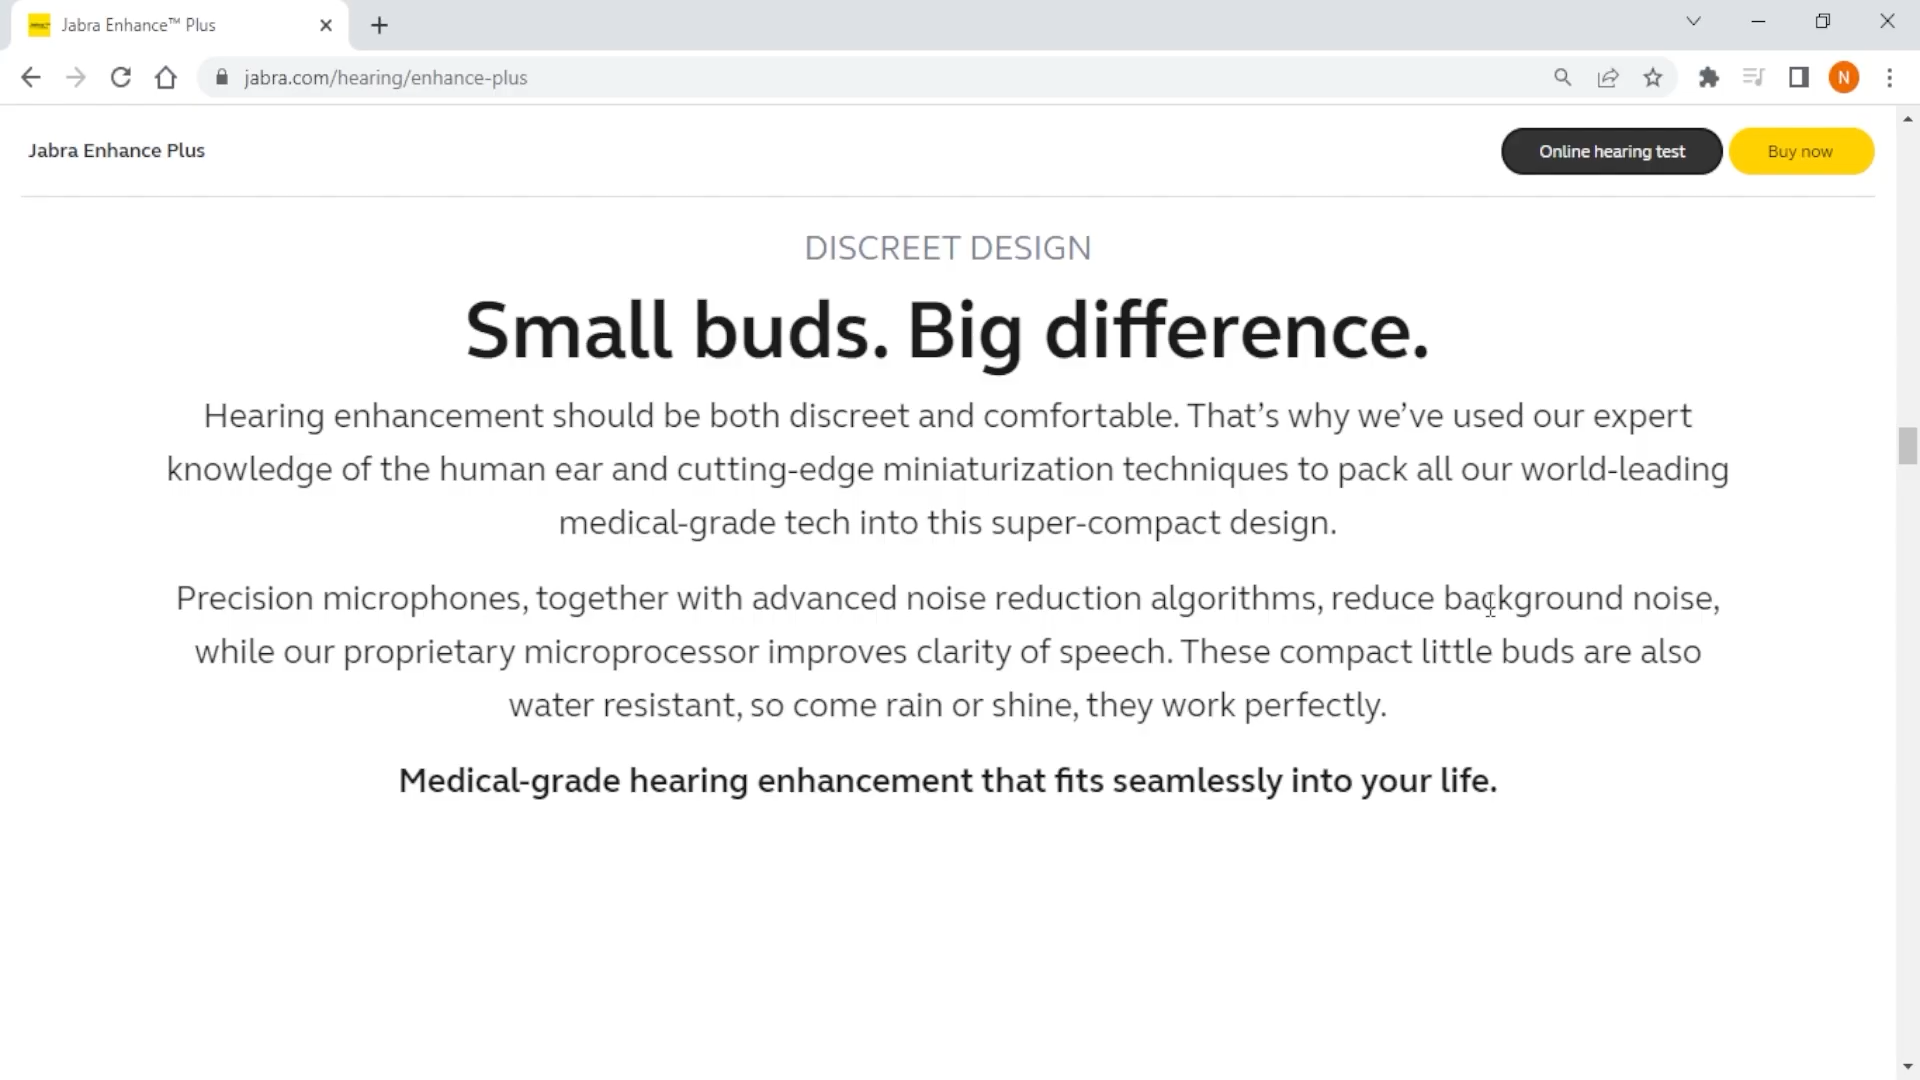 Jabra Enhance™ Plus
jabra.com/hearing/enhance-plus
N
Jabra Enhance Plus
Online hearing test
Buy now
DISCREET DESIGN
Small buds. Big difference.
Hearing enhancement should be both discreet and comfortable. That’s why we’ve used our expert
knowledge of the human ear and cutting-edge miniaturization techniques to pack all our world-leading
medical-grade tech into this super-compact design.
Precision microphones, together with advanced noise reduction algorithms, reduce background noise,
while our proprietary microprocessor improves clarity of speech. These compact little buds are also
water resistant, so come rain or shine, they work perfectly.
Medical-grade hearing enhancement that fits seamlessly into your life.